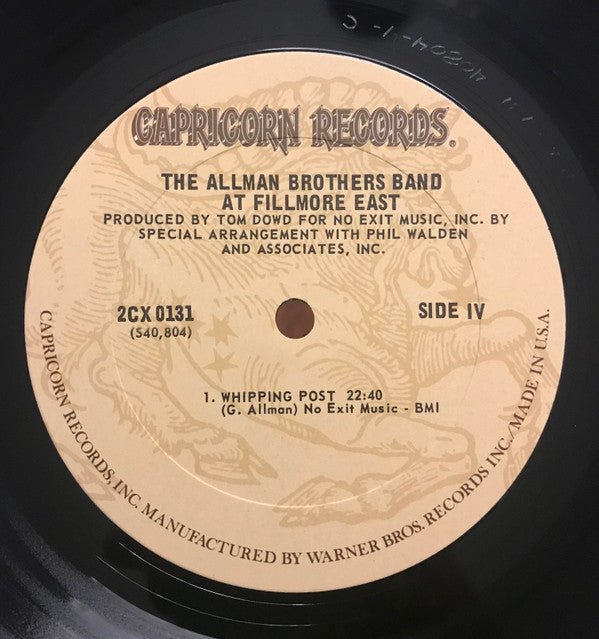 CAPRICORN RECORDS®
THE ALLMAN BROTHERS BAND
AT FILLMORE EAST
PRODUCED BY TOM DOWD FOR NO EXIT MUSIC, INC. BY
SPECIAL ARRANGEMENT WITH PHIL WALDEN
AND ASSOCIATES, INC.
2CX 0131
(S40,804)
SIDE IV
1. WHIPPING POST 22:40
(G. Allman) No Exit Music - BMI
CAPRICORN RECORDS, INC. MANUFACTURED BY WARNER BROS. RECORDS INC./MADE IN U.S.A.
40804-1-C